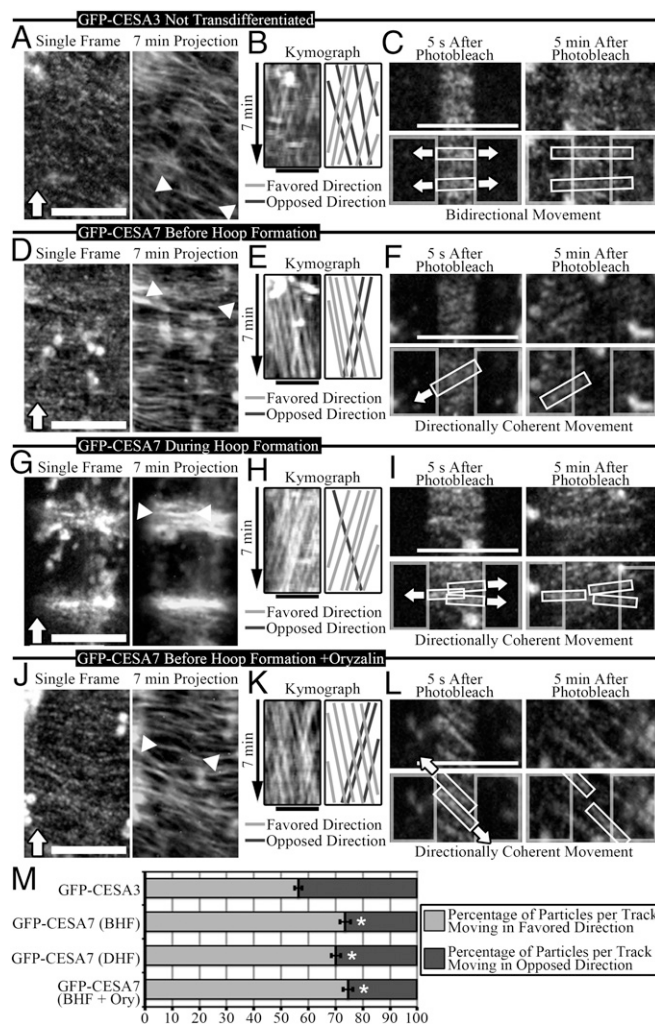 GFP-CESA3 Not Transdifferentiated
A
Single Frame
7 min Projection
B
Kymograph
7 min
Favored Direction
Opposed Direction
C
5 s After
Photobleach
5 min After
Photobleach
Bidirectional Movement
GFP-CESA7 Before Hoop Formation
D
Single Frame
7 min Projection
E
Kymograph
7 min
Favored Direction
Opposed Direction
F
5 s After
Photobleach
5 min After
Photobleach
Directionally Coherent Movement
GFP-CESA7 During Hoop Formation
G
Single Frame
7 min Projection
H
Kymograph
7 min
Favored Direction
Opposed Direction
I
5 s After
Photobleach
5 min After
Photobleach
Directionally Coherent Movement
GFP-CESA7 Before Hoop Formation +Oryzalin
J
Single Frame
7 min Projection
K
Kymograph
7 min
Favored Direction
Opposed Direction
L
5 s After
Photobleach
5 min After
Photobleach
Directionally Coherent Movement
M
GFP-CESA3
GFP-CESA7 (BHF)
*
GFP-CESA7 (DHF)
*
GFP-CESA7
(BHF + Ory)
*
0 10 20 30 40 50 60 70 80 90 100
Percentage of Particles per Track
Moving in Favored Direction
Percentage of Particles per Track
Moving in Opposed Direction